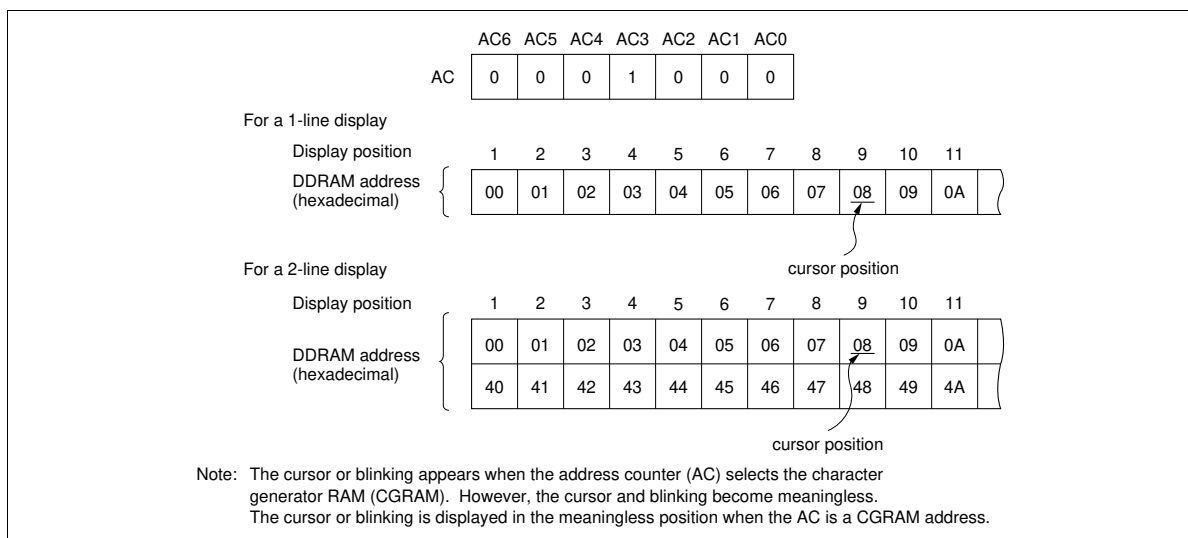 AC6 AC5 AC4 AC3 AC2 AC1 AC0
AC 0 0 0 1 0 0 0
For a 1-line display
Display position 1 2 3 4 5 6 7 8 9 10 11
DDRAM address
(hexadecimal)
00 01 02 03 04 05 06 07 08 09 0A
cursor position
For a 2-line display
Display position 1 2 3 4 5 6 7 8 9 10 11
DDRAM address
(hexadecimal)
00 01 02 03 04 05 06 07 08 09 0A
40 41 42 43 44 45 46 47 48 49 4A
cursor position
Note: The cursor or blinking appears when the address counter (AC) selects the character
generator RAM (CGRAM). However, the cursor and blinking become meaningless.
The cursor or blinking is displayed in the meaningless position when the AC is a CGRAM address.